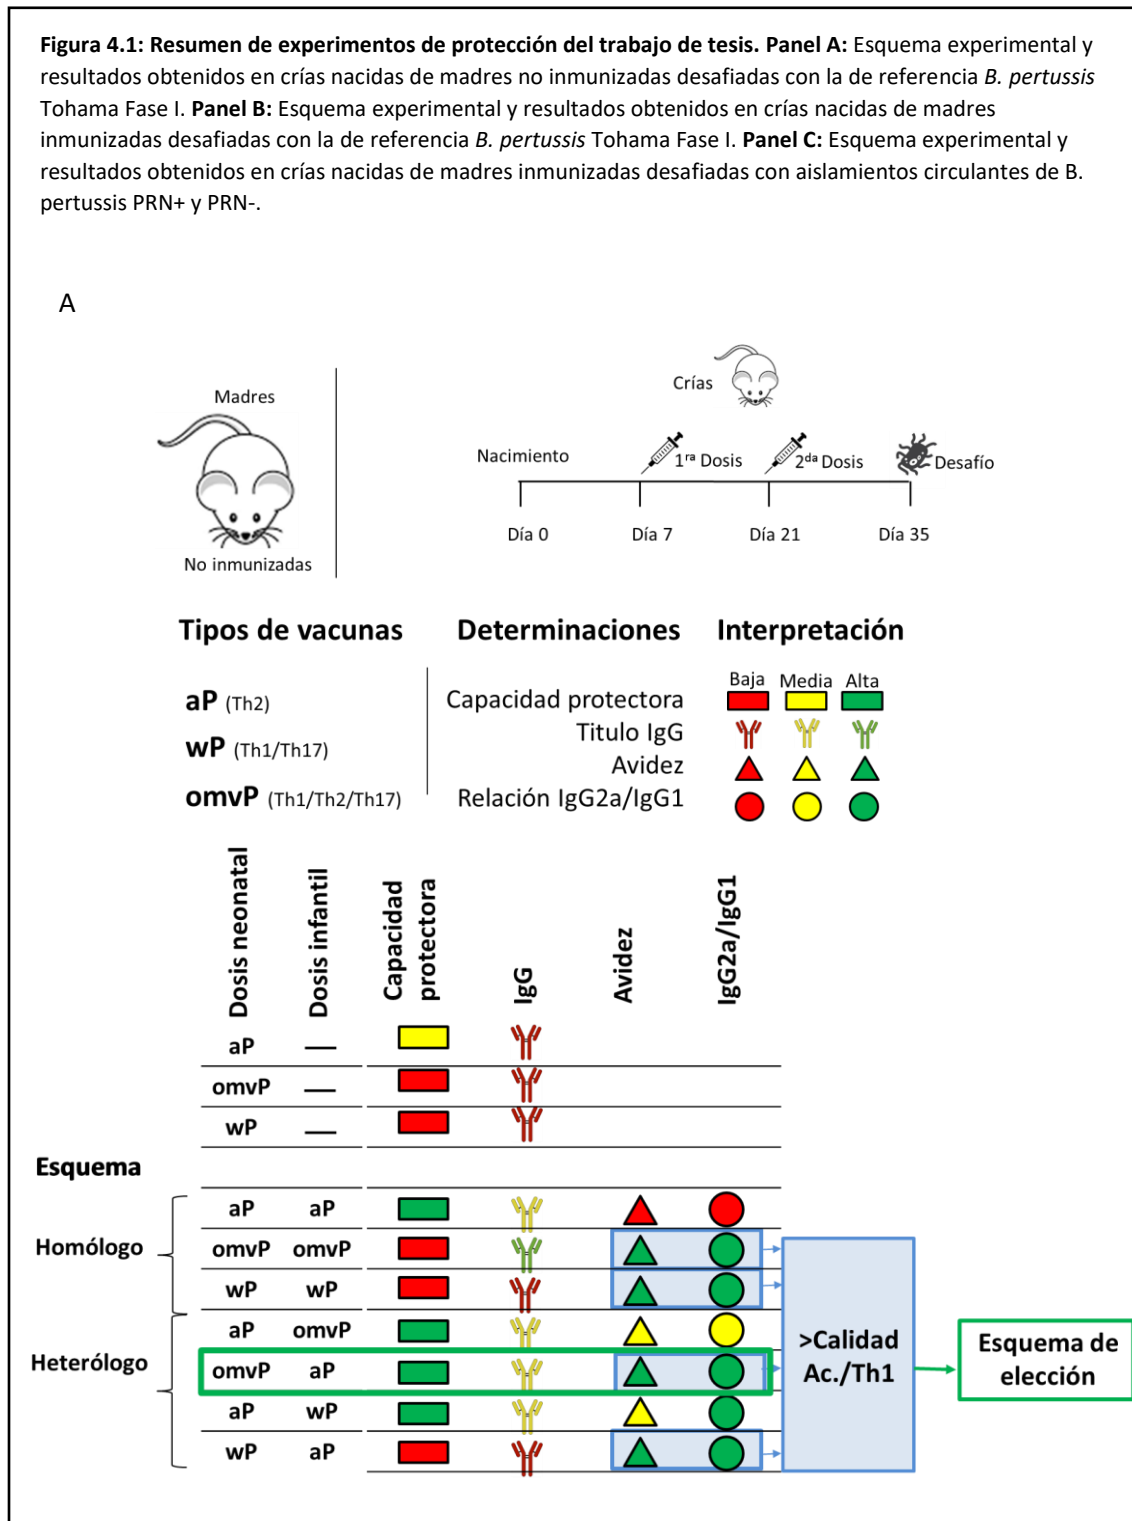 Figura 4.1: Resumen de experimentos de protección del trabajo de tesis. Panel A: Esquema experimental y
resultados obtenidos en crías nacidas de madres no inmunizadas desafiadas con la de referencia B. pertussis
Tohama Fase I. Panel B: Esquema experimental y resultados obtenidos en crías nacidas de madres
inmunizadas desafiadas con la de referencia B. pertussis Tohama Fase I. Panel C: Esquema experimental y
resultados obtenidos en crías nacidas de madres inmunizadas desafiadas con aislamientos circulantes de B.
pertussis PRN+ y PRN-.
A
Madres
No inmunizadas
Crías
Nacimiento
1ra Dosis
2da Dosis
Desafío
Día 0
Día 7
Día 21
Día 35
Tipos de vacunas
aP (Th2)
wP (Th1/Th17)
omvP (Th1/Th2/Th17)
Determinaciones
Capacidad protectora
Titulo IgG
Avidez
Relación IgG2a/IgG1
Interpretación
Baja Media Alta
Dosis neonatal
Dosis infantil
Capacidad
protectora
IgG
Avidez
IgG2a/IgG1
aP —
omvP —
wP —
Esquema
Homólogo
aP aP
omvP omvP
wP wP
Heterólogo
aP omvP
omvP aP
aP wP
wP aP
>Calidad
Ac./Th1
Esquema de
elección